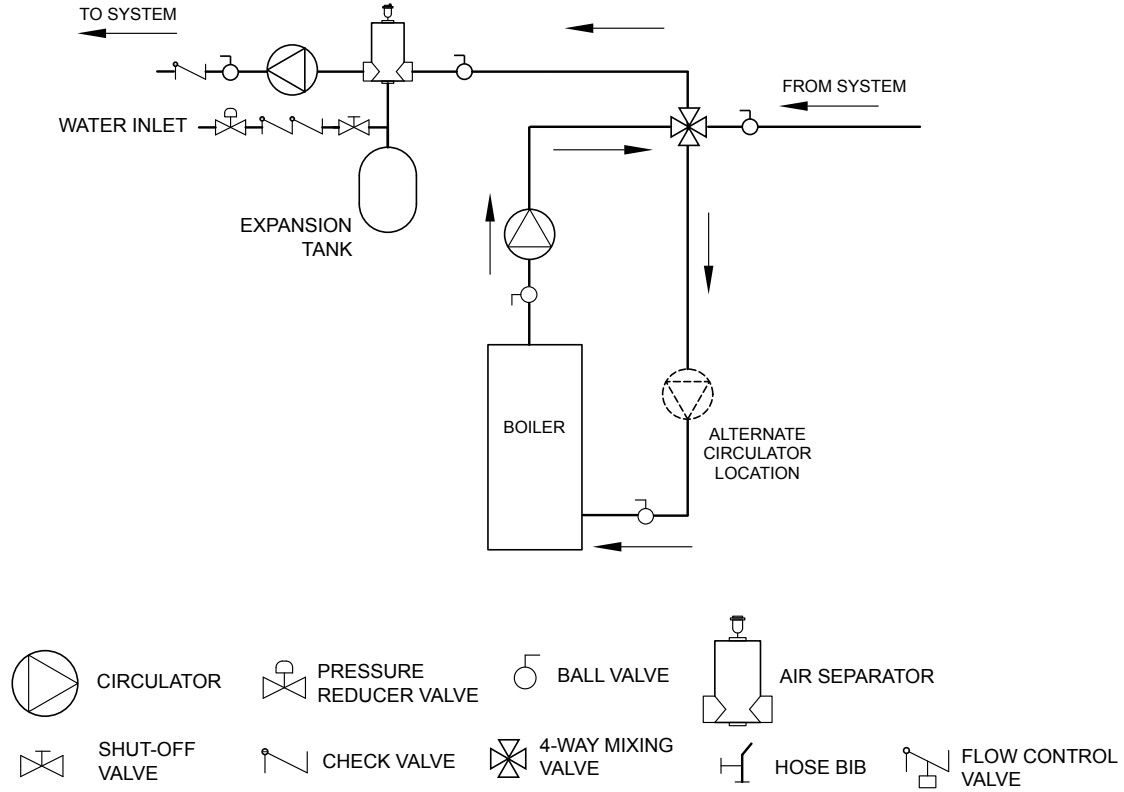 TO SYSTEM
FROM SYSTEM
WATER INLET
EXPANSION
TANK
BOILER
ALTERNATE
CIRCULATOR
LOCATION
CIRCULATOR
PRESSURE
REDUCER VALVE
BALL VALVE
AIR SEPARATOR
SHUT-OFF
VALVE
CHECK VALVE
4-WAY MIXING
VALVE
HOSE BIB
FLOW CONTROL
VALVE